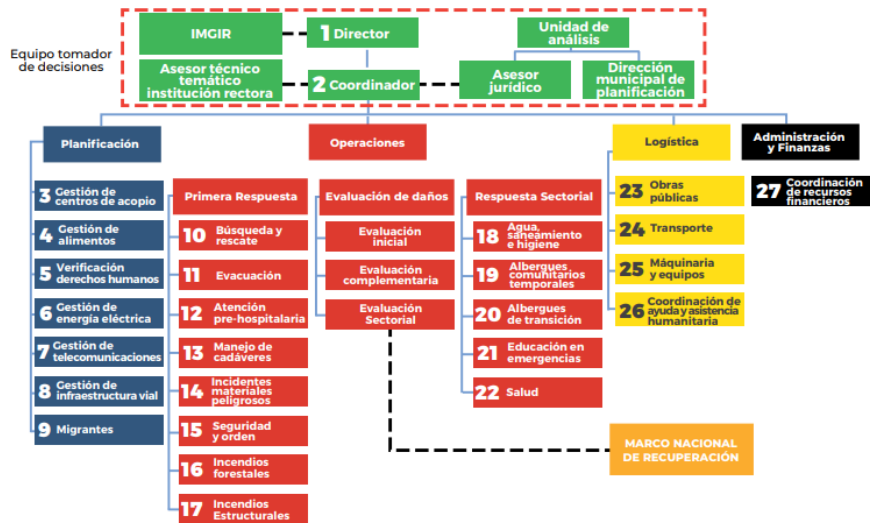 Equipo tomador
de decisiones
IMGIR
1 Director
Unidad de
análisis
Asesor técnico
temático
institución rectora
2 Coordinador
Asesor
jurídico
Dirección
municipal de
planificación
Planificación
Operaciones
Logística
Administración
y Finanzas
3 Gestión de
centros de acopio
4 Gestión de
alimentos
5 Verificación
derechos humanos
6 Gestión de
energía eléctrica
7 Gestión de
telecomunicaciones
8 Gestión de
infraestructura vial
9 Migrantes
Primera Respuesta
10 Búsqueda y
rescate
11 Evacuación
12 Atención
pre-hospitalaria
13 Manejo de
cadáveres
14 Incidentes
materiales
peligrosos
15 Seguridad
y orden
16 Incendios
forestales
17 Incendios
Estructurales
Evaluación de daños
Evaluación
inicial
Evaluación
complementaria
Evaluación
Sectorial
Respuesta Sectorial
18 Agua,
saneamiento
e higiene
19 Albergues
comunitarios
temporales
20 Albergues
de transición
21 Educación en
emergencias
22 Salud
23 Obras
públicas
24 Transporte
25 Máquinaria
y equipos
26 Coordinación de
ayuda y asistencia
humanitaria
27 Coordinación
de recursos
financieros
MARCO NACIONAL
DE RECUPERACIÓN